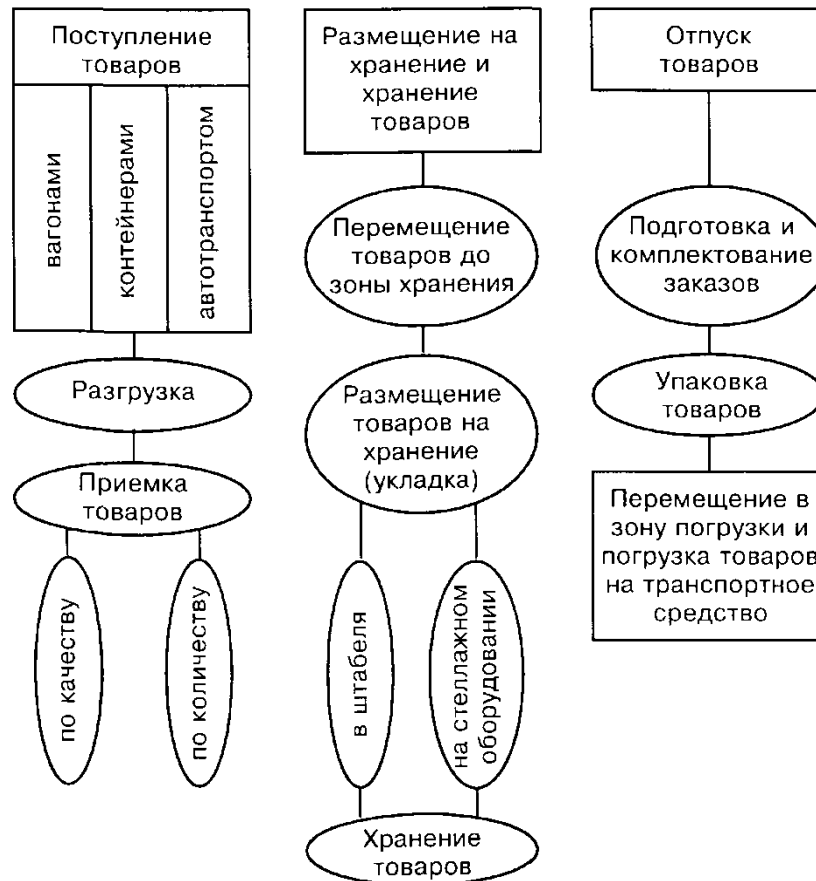 Поступление
товаров
вагонами
контейнерами
автотранспортом
Разгрузка
Приемка
товаров
по качеству
по количеству
Размещение на
хранение и
хранение
товаров
Перемещение
товаров до
зоны хранения
Размещение
товаров на
хранение
(укладка)
в штабеля
на стеллажном
оборудовании
Хранение
товаров
Отпуск
товаров
Подготовка и
комплектование
заказов
Упаковка
товаров
Перемещение в
зону погрузки и
погрузка товаров
на транспортное
средство